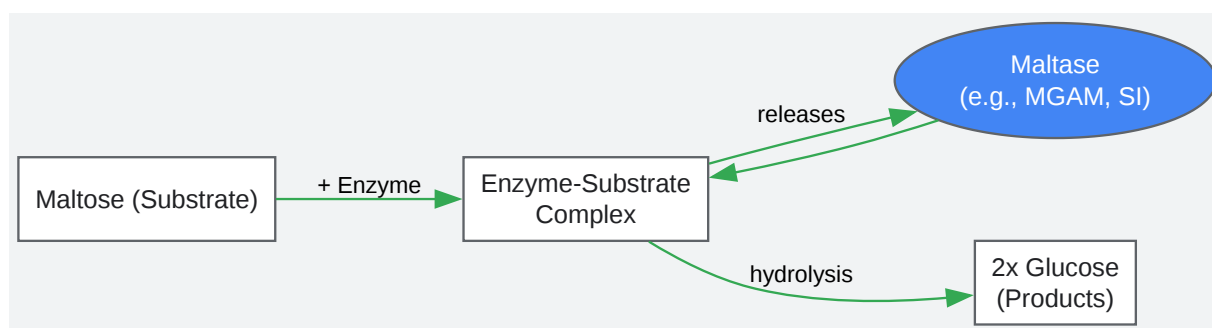 Maltose (Substrate)
+ Enzyme
Enzyme-Substrate
Complex
releases
Maltase
(e.g., MGAM, SI)
hydrolysis
2x Glucose
(Products)